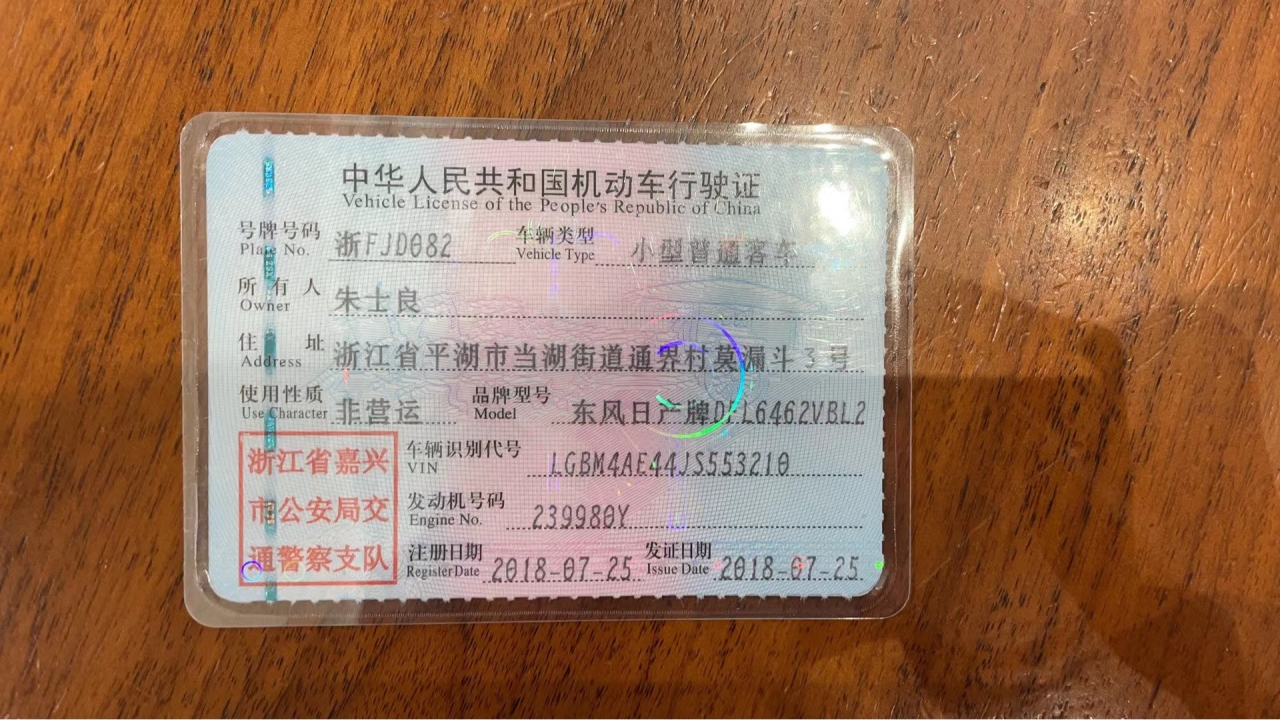 中华人民共和国机动车行驶证
Vehicle License of the People's Republic of China
号牌号码 浙FJD082 车辆类型 小型普通客车
Plate No. Vehicle Type
所有人 朱士良
Owner
住址 浙江省平湖市当湖街道通界村莫漏斗3号
Address
使用性质 非营运 品牌型号 东风日产牌DFL6462VBL2
Use Character Model
浙江省嘉兴
市公安局交
通警察支队
车辆识别代号 LGBM4AE44JS553210
VIN
发动机号码 239980Y
Engine No.
注册日期 2018-07-25 发证日期 2018-07-25
Register Date Issue Date